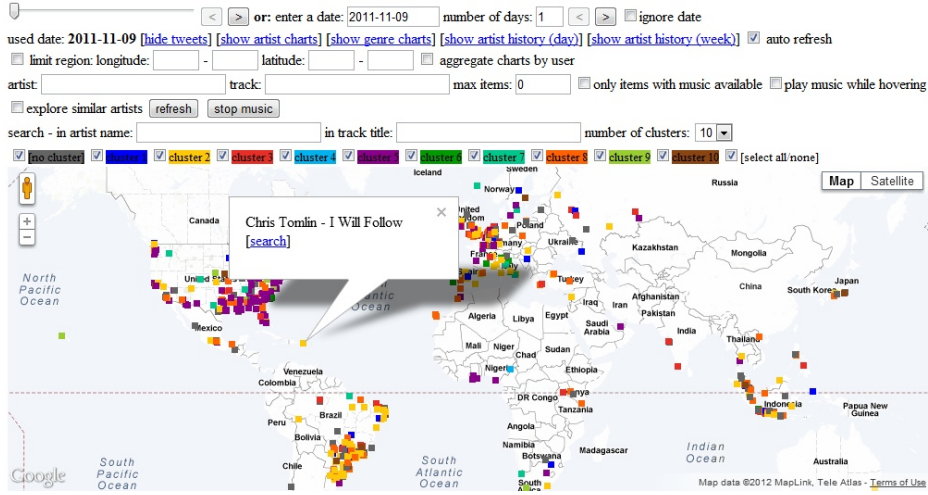 < > or: enter a date: 2011-11-09 number of days: 1 < > ignore date
used date: 2011-11-09 [hide tweets] [show artist charts] [show genre charts] [show artist history (day)] [show artist history (week)] auto refresh
limit region: longitude: - latitude: - aggregate charts by user
artist: track: max items: 0 only items with music available play music while hovering
explore similar artists refresh stop music
search - in artist name: in track title: number of clusters: 10
[no cluster] cluster 1 cluster 2 cluster 3 cluster 4 cluster 5 cluster 6 cluster 7 cluster 8 cluster 9 cluster 10 [select all/none]
Iceland
Sweden
Norway
Russia
Map Satellite
Canada
Chris Tomlin - I Will Follow
[search]
Poland
Ukraine
Kazakhstan
Mongolia
North
Pacific
Ocean
Turkey
China
South Korea
Japan
Iraq
Iran
Afghanistan
Pakistan
Algeria
Libya
Egypt
Saudi
Arabia
India
Mexico
Mali
Niger
Chad
Sudan
Thailand
Venezuela
Colombia
Ethiopia
DR Congo
Tanzania
Indonesia
Papua New
Guinea
Peru
Brazil
Bolivia
Angola
Namibia
Botswana
Madagascar
Chile
South
Pacific
Ocean
South
Atlantic
Ocean
Indian
Ocean
Australia
South
Google
Map data ©2012 MapLink, Tele Atlas - Terms of Use